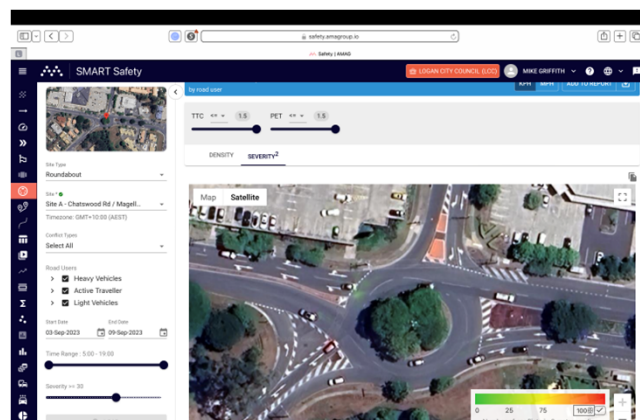 safety.amsgroup.io
Safety | AMAG
SMART Safety
LOGAN CITY COUNCIL (LCC)
MIKE GRIFFITH
by road user
KPH
MPH
ADD TO REPORT
TTC <= 1.5 PET <= 1.5
DENSITY SEVERITY²
Map Satellite
Site Type
Roundabout
Site *
Site A - Chatswood Rd / Magell...
Timezone: GMT+10:00 (AEST)
Conflict Types
Select All
Road Users
Heavy Vehicles
Active Traveller
Light Vehicles
Start Date End Date
03-Sep-2023 09-Sep-2023
Time Range : 5:00 - 19:00
Severity >= 30
0 25 75 100